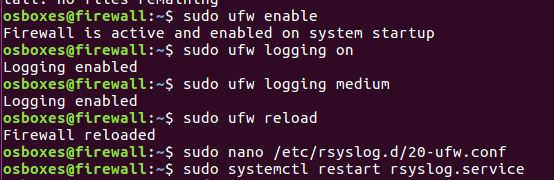 tall: no files remaining
osboxes@firewall:~$ sudo ufw enable
Firewall is active and enabled on system startup
osboxes@firewall:~$ sudo ufw logging on
Logging enabled
osboxes@firewall:~$ sudo ufw logging medium
Logging enabled
osboxes@firewall:~$ sudo ufw reload
Firewall reloaded
osboxes@firewall:~$ sudo nano /etc/rsyslog.d/20-ufw.conf
osboxes@firewall:~$ sudo systemctl restart rsyslog.service